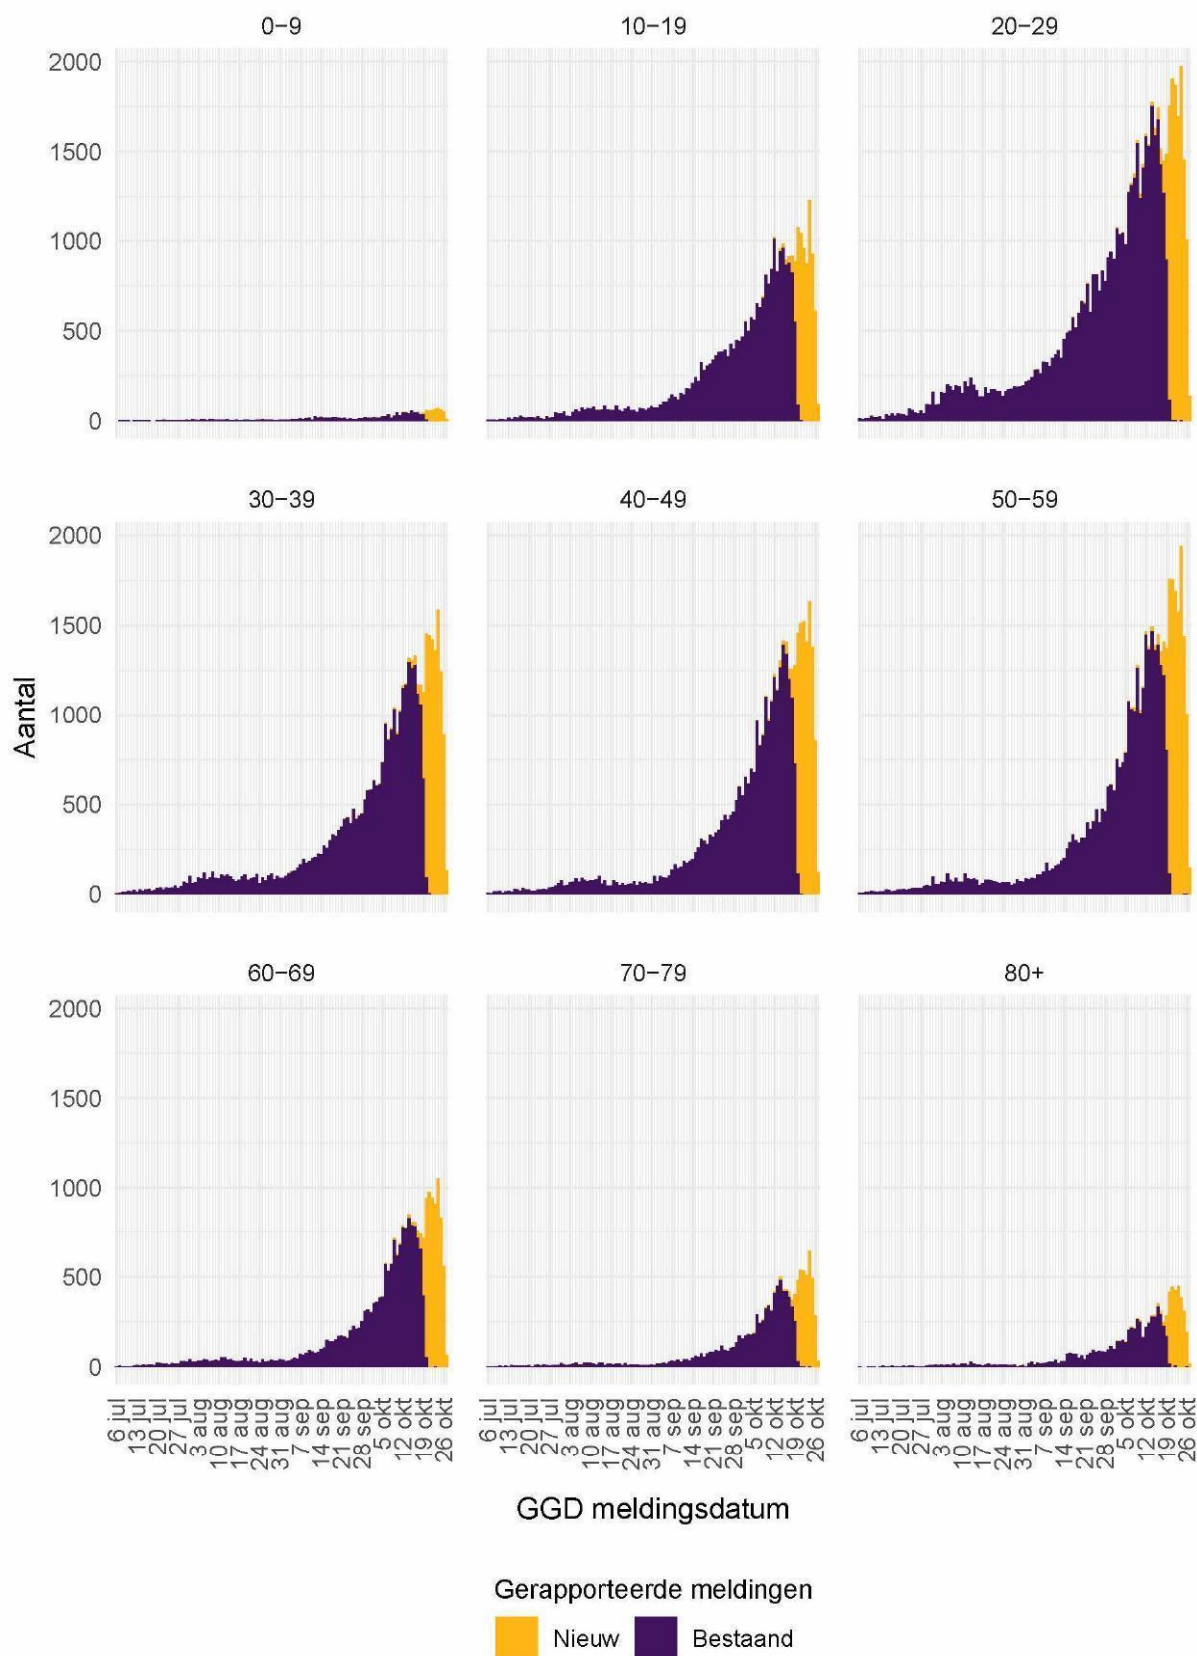 0−9 10−19 20−29
2000
1500
1000
500
0
30−39 40−49 50−59
2000
1500
1000
500
0
Aantal
60−69 70−79 80+
2000
1500
1000
500
0
6 jul 13 jul 20 jul 27 jul 3 aug 10 aug 17 aug 24 aug 31 aug 7 sep 14 sep 21 sep 28 sep 5 okt 12 okt 19 okt 26 okt
6 jul 13 jul 20 jul 27 jul 3 aug 10 aug 17 aug 24 aug 31 aug 7 sep 14 sep 21 sep 28 sep 5 okt 12 okt 19 okt 26 okt
6 jul 13 jul 20 jul 27 jul 3 aug 10 aug 17 aug 24 aug 31 aug 7 sep 14 sep 21 sep 28 sep 5 okt 12 okt 19 okt 26 okt
GGD meldingsdatum
Gerapporteerde meldingen
Nieuw Bestaand